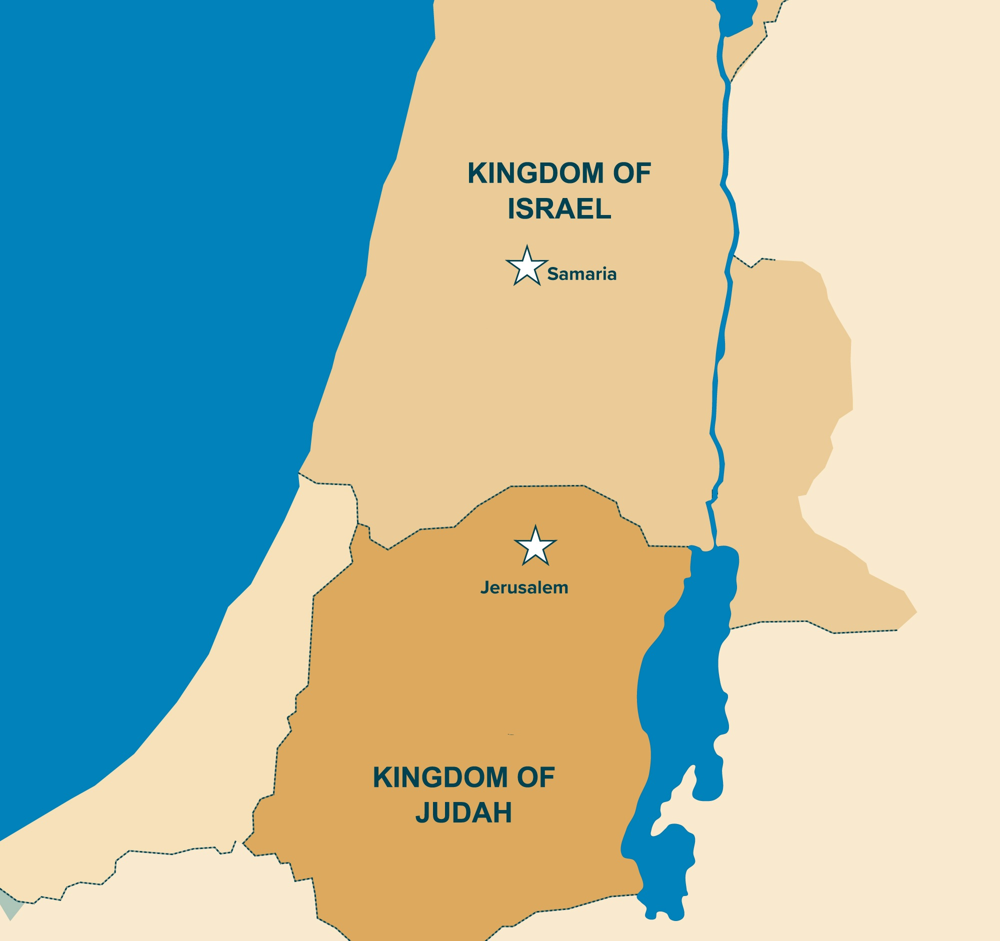 KINGDOM OF
ISRAEL
Samaria
Jerusalem
KINGDOM OF
JUDAH